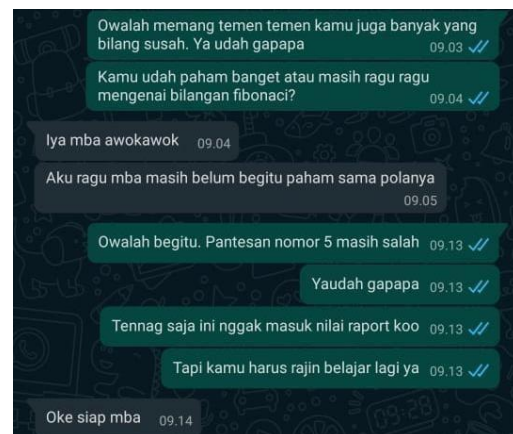 Owalah memang temen temen kamu juga banyak yang
bilang susah. Ya udah gapapa 09.03
Kamu udah paham banget atau masih ragu ragu
mengenai bilangan fibonaci? 09.04
Iya mba awokawok 09.04
Aku ragu mba masih belum begitu paham sama polanya
09.05
Owalah begitu. Pantesan nomor 5 masih salah 09.13
Yaudah gapapa 09.13
Tennag saja ini nggak masuk nilai raport koo 09.13
Tapi kamu harus rajin belajar lagi ya 09.13
Oke siap mba 09.14